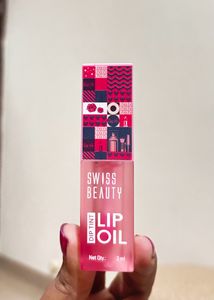 SWISS
BEAUTY
DIP TINT
LIP
OIL
Net Qty.: 3 ml